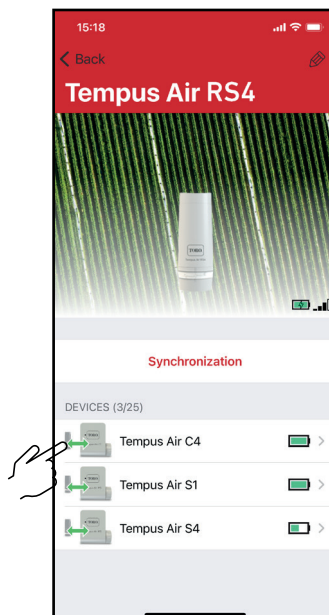 15:18
Back
Tempus Air RS4
TORO
Synchronization
DEVICES (3/25)
Tempus Air C4
Tempus Air S1
Tempus Air S4